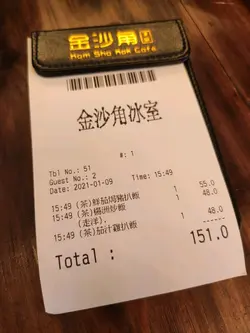 金沙角
Kam Sha Kok Cafe
金沙角冰室
#: 1
Tbl No.: 51
Guest No.: 2
Date: 2021-01-09 Time: 15:49
15:49 (茶)鮮茄焗豬扒飯 1 55.0
15:49 (茶)福州炒飯 1 48.0
(走洋),
15:49 (茶)茄汁雞扒飯 1 48.0
Total : 151.0